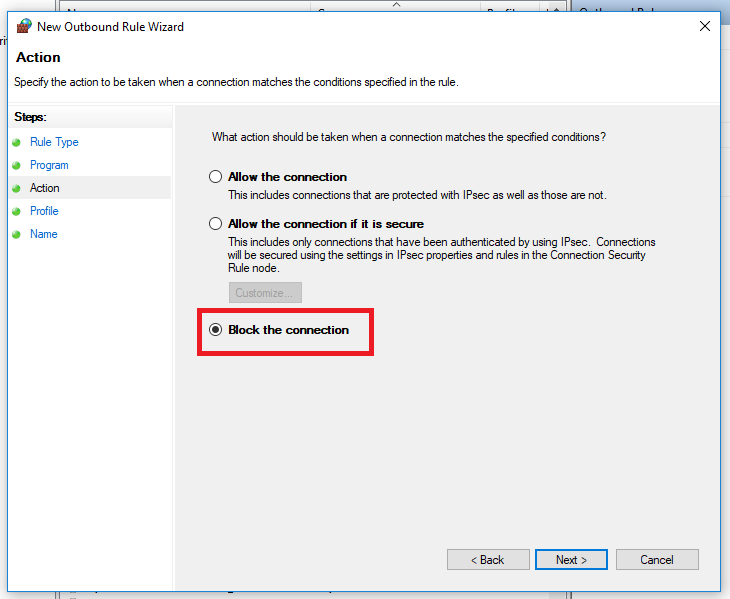 New Outbound Rule Wizard
Action
Specify the action to be taken when a connection matches the conditions specified in the rule.
Steps:
Rule Type
Program
Action
Profile
Name
What action should be taken when a connection matches the specified conditions?
Allow the connection
This includes connections that are protected with IPsec as well as those are not.
Allow the connection if it is secure
This includes only connections that have been authenticated by using IPsec. Connections
will be secured using the settings in IPsec properties and rules in the Connection Security
Rule node.
Customize...
Block the connection
< Back
Next >
Cancel